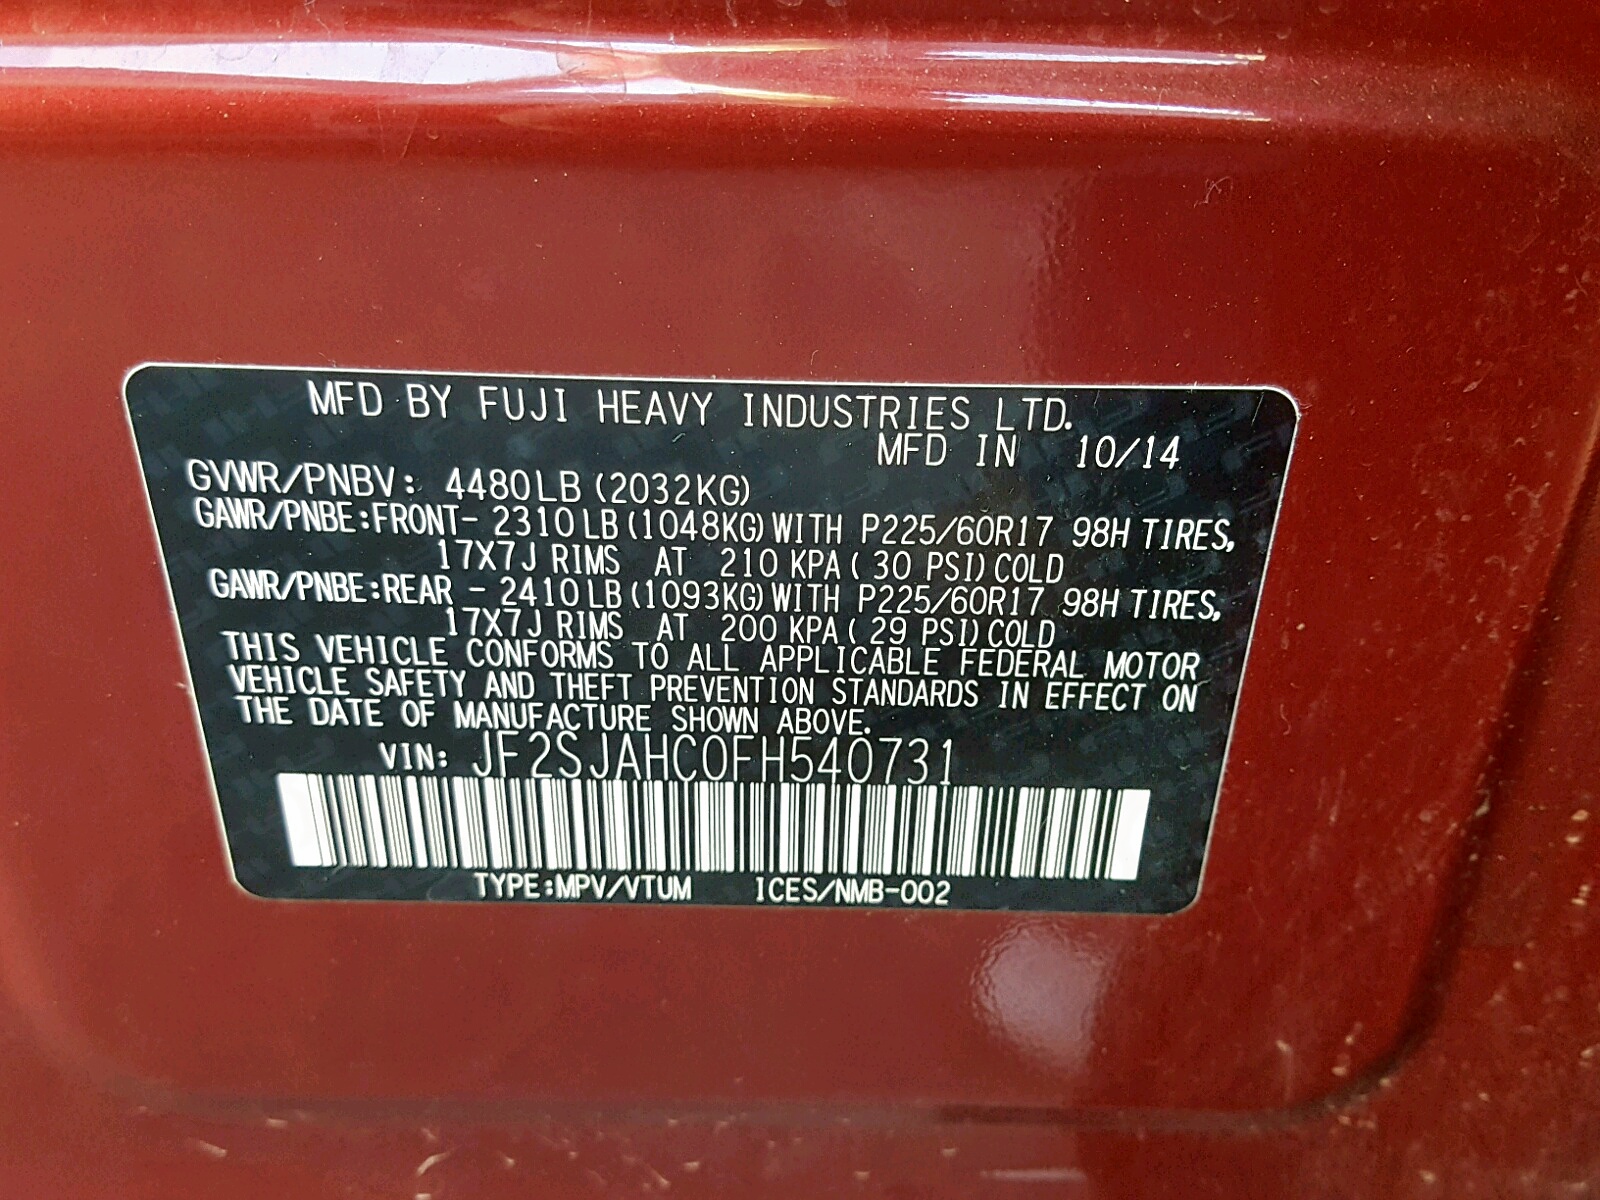 MFD BY FUJI HEAVY INDUSTRIES LTD.
MFD IN 10/14
GVWR/PNBV: 4480LB (2032KG)
GAWR/PNBE:FRONT- 2310LB (1048KG) WITH P225/60R17 98H TIRES,
17X7J RIMS AT 210 KPA ( 30 PSI) COLD
GAWR/PNBE:REAR - 2410LB (1093KG) WITH P225/60R17 98H TIRES,
17X7J RIMS AT 200 KPA ( 29 PSI) COLD
THIS VEHICLE CONFORMS TO ALL APPLICABLE FEDERAL MOTOR
VEHICLE SAFETY AND THEFT PREVENTION STANDARDS IN EFFECT ON
THE DATE OF MANUFACTURE SHOWN ABOVE.
VIN: JF2SJAHC0FH540731
TYPE:MPV/VTUM ICES/NMB-002